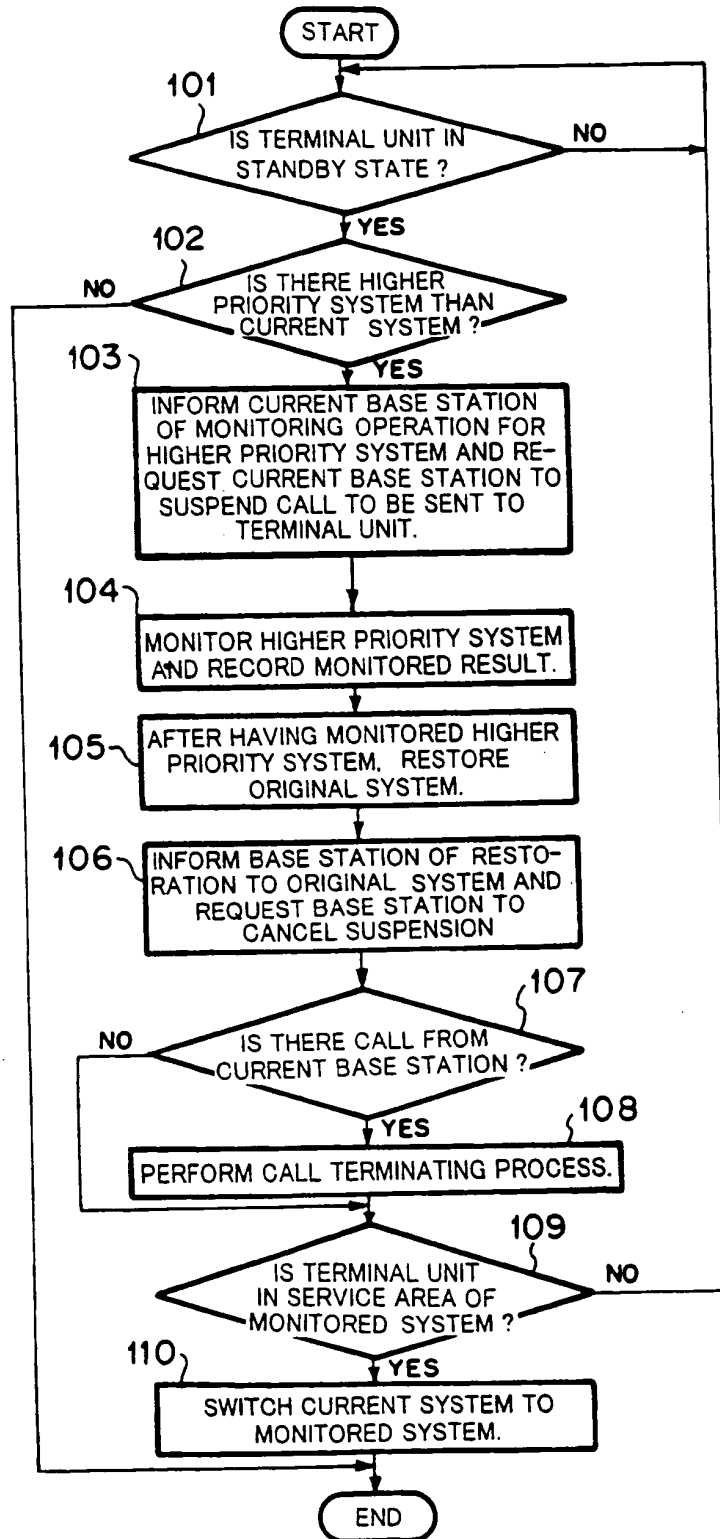 START
101
IS TERMINAL UNIT IN
STANDBY STATE ?
NO
YES
102
NO
IS THERE HIGHER
PRIORITY SYSTEM THAN
CURRENT SYSTEM ?
YES
103
INFORM CURRENT BASE STATION
OF MONITORING OPERATION FOR
HIGHER PRIORITY SYSTEM AND RE-
QUEST CURRENT BASE STATION TO
SUSPEND CALL TO BE SENT TO
TERMINAL UNIT.
104
MONITOR HIGHER PRIORITY SYSTEM
AND RECORD MONITORED RESULT.
105
AFTER HAVING MONITORED HIGHER
PRIORITY SYSTEM, RESTORE
ORIGINAL SYSTEM.
106
INFORM BASE STATION OF RESTO-
RATION TO ORIGINAL SYSTEM AND
REQUEST BASE STATION TO
CANCEL SUSPENSION
107
NO
IS THERE CALL FROM
CURRENT BASE STATION ?
YES
108
PERFORM CALL TERMINATING PROCESS.
109
IS TERMINAL UNIT
IN SERVICE AREA OF
MONITORED SYSTEM ?
NO
YES
110
SWITCH CURRENT SYSTEM TO
MONITORED SYSTEM.
END